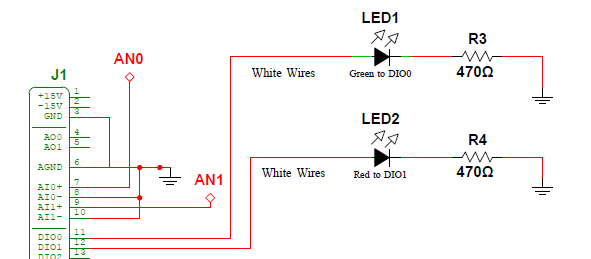 LED1
R3
AN0
White Wires
Green to DIO0
470Ω
J1
+15V 1
-15V 2
GND 3
AO0 4
AO1 5
AGND 6
AI0+ 7
AI0- 8
AI1+ 9
AI1- 10
DIO0 11
DIO1 12
DIO2 13
LED2
R4
AN1
White Wires
Red to DIO1
470Ω